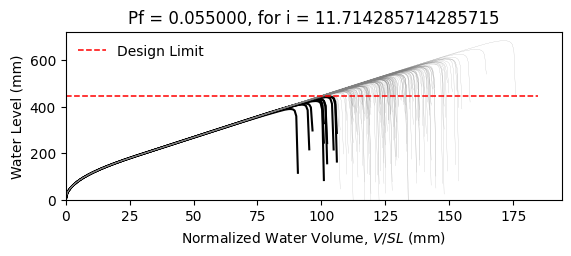 Pf = 0.055000, for i = 11.714285714285715
Water Level (mm)
600
400
200
0
Design Limit
0 25 50 75 100 125 150 175
Normalized Water Volume, V/SL (mm)